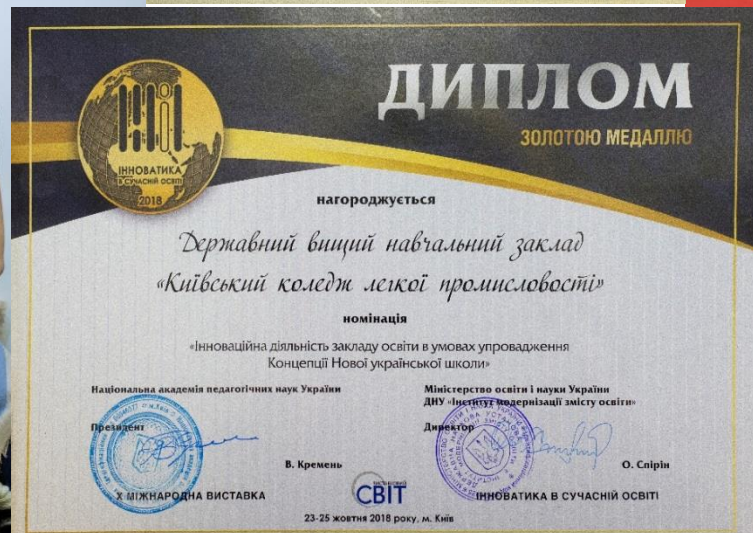 ДИПЛОМ
ЗОЛОТОЮ МЕДАЛЛЮ
ІННОВАТИКА
В СУЧАСНІЙ ОСВІТІ
2018
нагороджується
Державний вищий навчальний заклад
«Київський коледж легкої промисловості»
номінація
«Інноваційна діяльність закладу освіти в умовах упровадження
Концепції Нової української школи»
Національна академія педагогічних наук України
Президент
В. Кремень
Міністерство освіти і науки України
ДНУ «Інститут модернізації змісту освіти»
Директор
О. Спірін
Х МІЖНАРОДНА ВИСТАВКА
СВІТ
ІННОВАТИКА В СУЧАСНІЙ ОСВІТІ
23-25 жовтня 2018 року, м. Київ